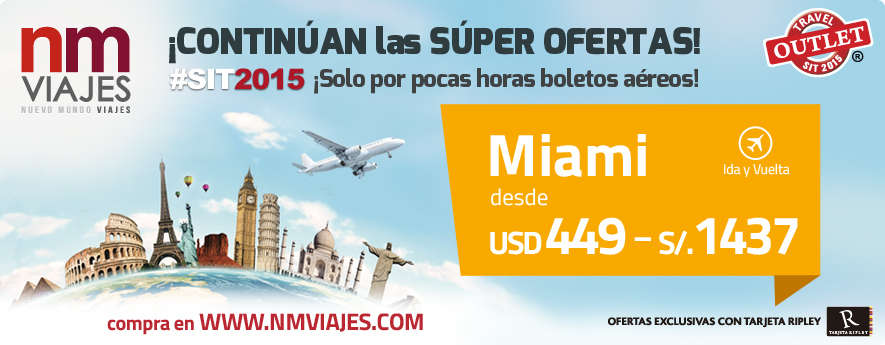 nm
VIAJES
NUEVO MUNDO VIAJES
¡CONTINÚAN las SÚPER OFERTAS!
#SIT2015 ¡Solo por pocas horas boletos aéreos!
TRAVEL
OUTLET
SIT 2015
®
Miami
Ida y Vuelta
desde
USD 449 – S/. 1437
compra en WWW.NMVIAJES.COM
OFERTAS EXCLUSIVAS CON TARJETA RIPLEY
R
TARJETA RIPLEY